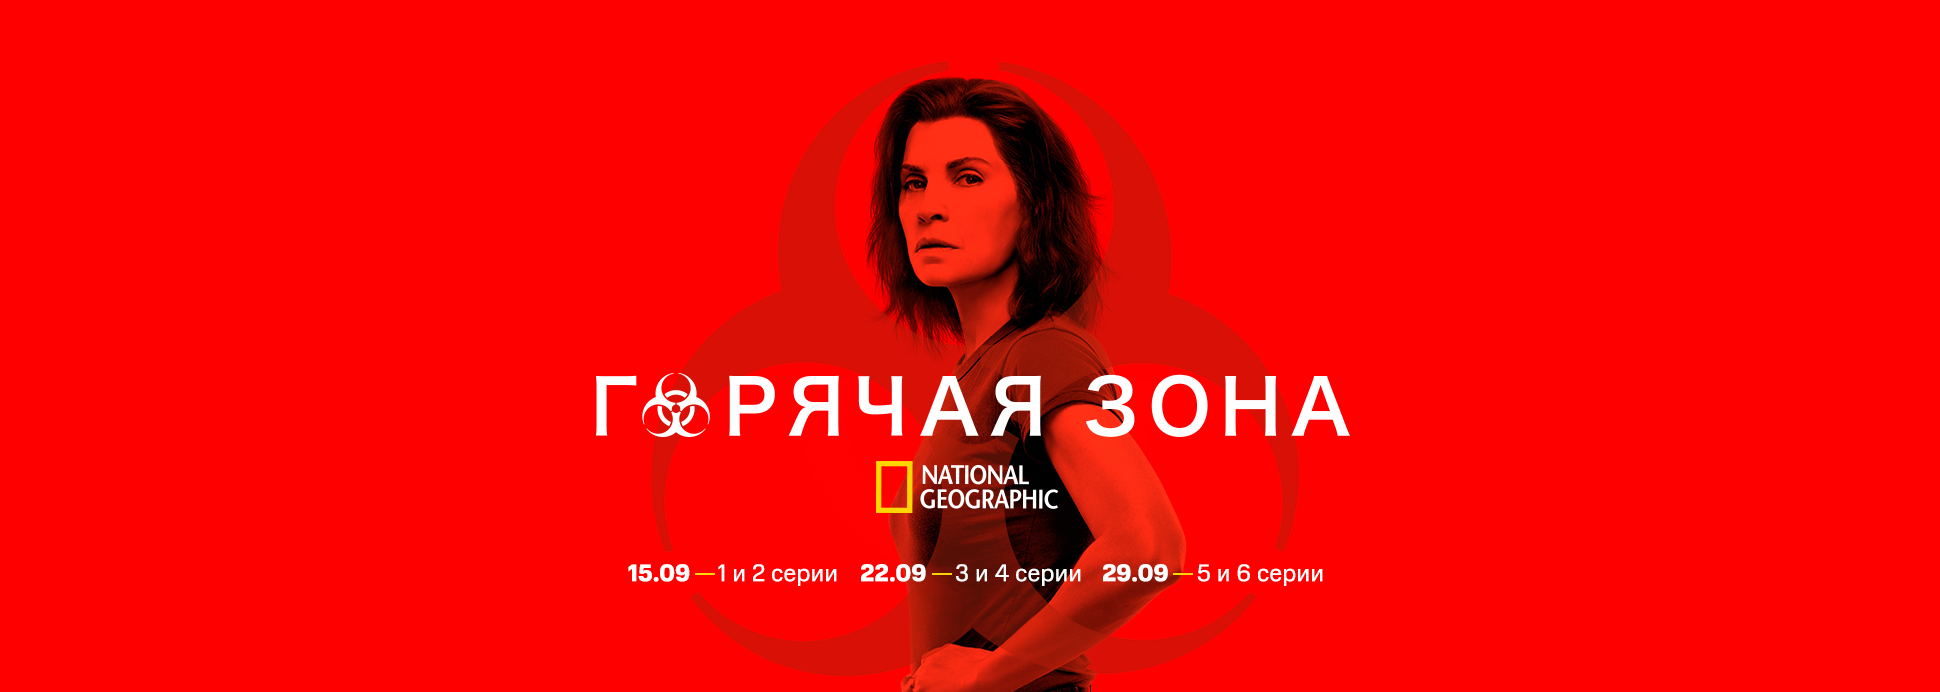 ГОРЯЧАЯ ЗОНА
NATIONAL
GEOGRAPHIC
15.09 — 1 и 2 серии 22.09 — 3 и 4 серии 29.09 — 5 и 6 серии